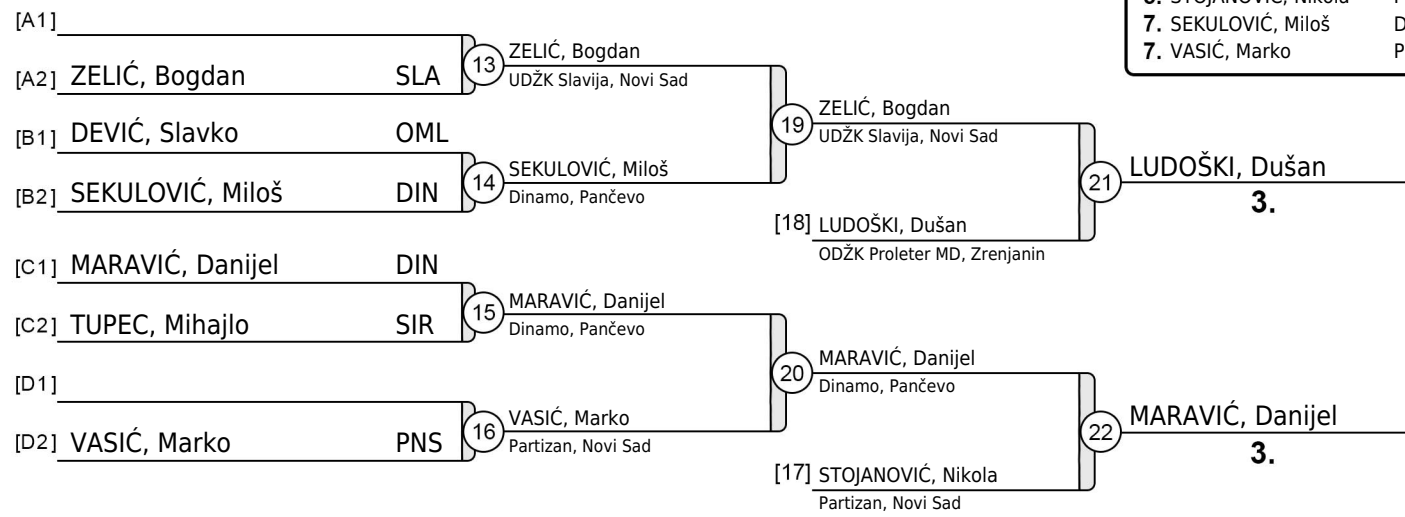 [A1]
[A2] ZELIĆ, Bogdan SLA
13 ZELIĆ, Bogdan
UDŽK Slavija, Novi Sad
[B1] DEVIĆ, Slavko OML
[B2] SEKULOVIĆ, Miloš DIN
14 SEKULOVIĆ, Miloš
Dinamo, Pančevo
19 ZELIĆ, Bogdan
UDŽK Slavija, Novi Sad
[18] LUDOŠKI, Dušan
ODŽK Proleter MD, Zrenjanin
21 LUDOŠKI, Dušan
3.
[C1] MARAVIĆ, Danijel DIN
[C2] TUPEC, Mihajlo SIR
15 MARAVIĆ, Danijel
Dinamo, Pančevo
[D1]
[D2] VASIĆ, Marko PNS
16 VASIĆ, Marko
Partizan, Novi Sad
20 MARAVIĆ, Danijel
Dinamo, Pančevo
[17] STOJANOVIĆ, Nikola
Partizan, Novi Sad
22 MARAVIĆ, Danijel
3.
STOJANOVIĆ, Nikola
7. SEKULOVIĆ, Miloš D
7. VASIĆ, Marko P